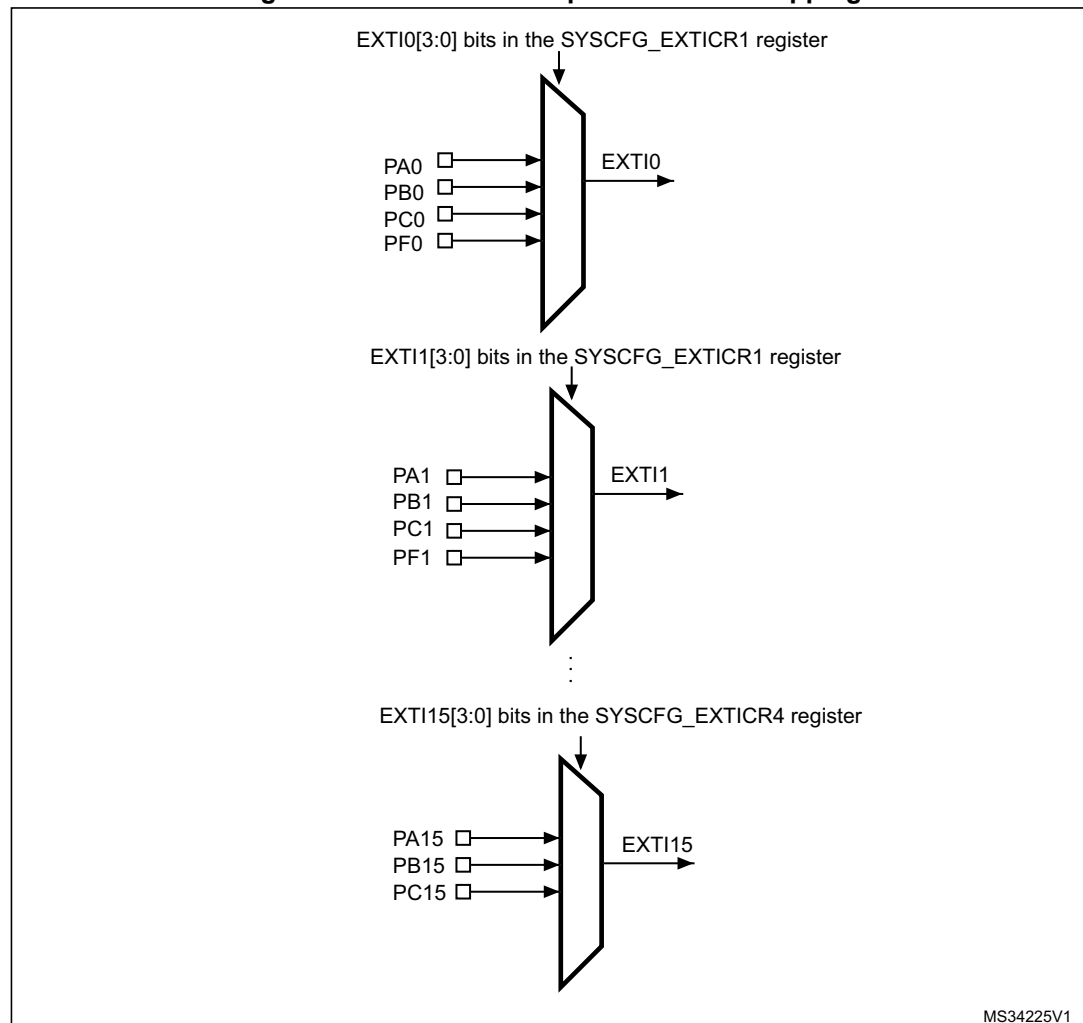 EXTI0[3:0] bits in the SYSCFG_EXTICR1 register
PA0
PB0
PC0
PF0
EXTI0
EXTI1[3:0] bits in the SYSCFG_EXTICR1 register
PA1
PB1
PC1
PF1
EXTI1
EXTI15[3:0] bits in the SYSCFG_EXTICR4 register
PA15
PB15
PC15
EXTI15
MS34225V1